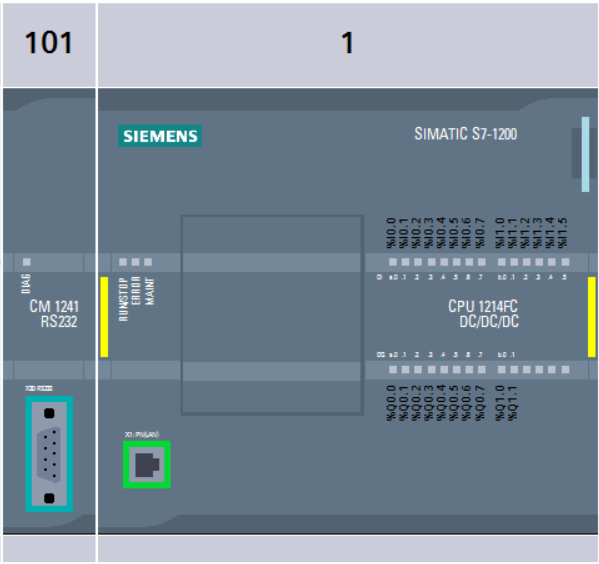 101
1
SIEMENS
SIMATIC S7-1200
%I0.0
%I0.1
%I0.2
%I0.3
%I0.4
%I0.5
%I0.6
%I0.7
%I1.0
%I1.1
%I1.2
%I1.3
%I1.4
%I1.5
DIAG
RUN/STOP
ERROR
MAINT
DI a.0 .1 .2 .3 .4 .5 .6 .7 b.0 .1 .2 .3 .4 .5
CM 1241
RS232
CPU 1214FC
DC/DC/DC
DQ a.0 .1 .2 .3 .4 .5 .6 .7 b.0 .1
%Q0.0
%Q0.1
%Q0.2
%Q0.3
%Q0.4
%Q0.5
%Q0.6
%Q0.7
%Q1.0
%Q1.1
X1: PN(LAN)